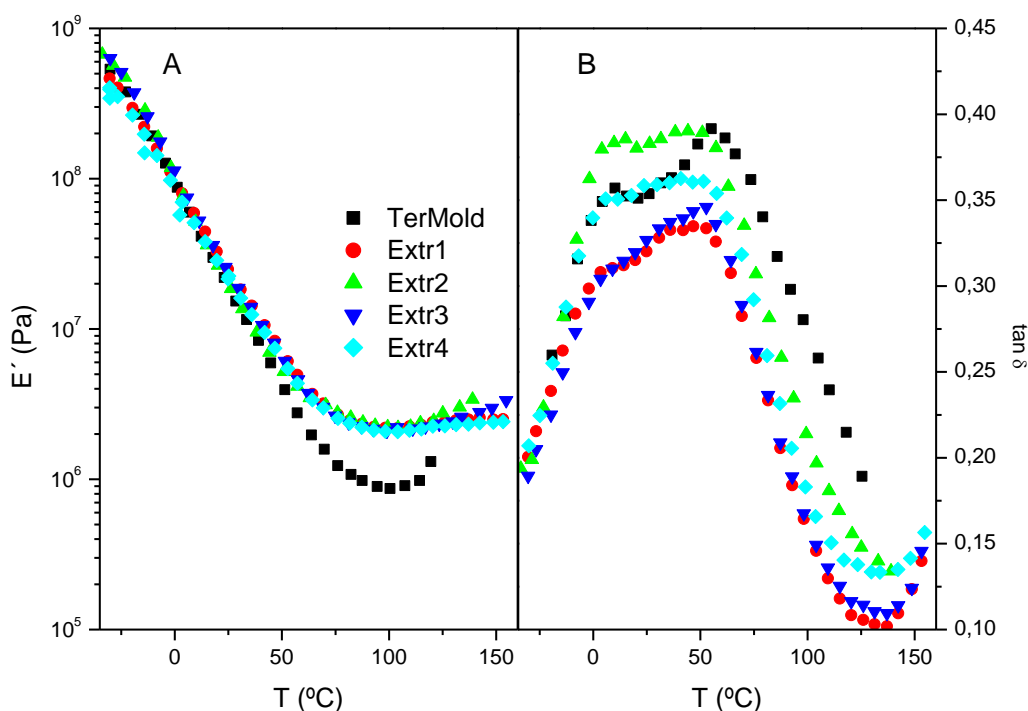 A
B
10⁹
10⁸
10⁷
10⁶
10⁵
E´ (Pa)
TerMold
Extr1
Extr2
Extr3
Extr4
0
50
100
150
T (ºC)
0
50
100
150
T (ºC)
0,45
0,40
0,35
0,30
0,25
0,20
0,15
0,10
tan δ